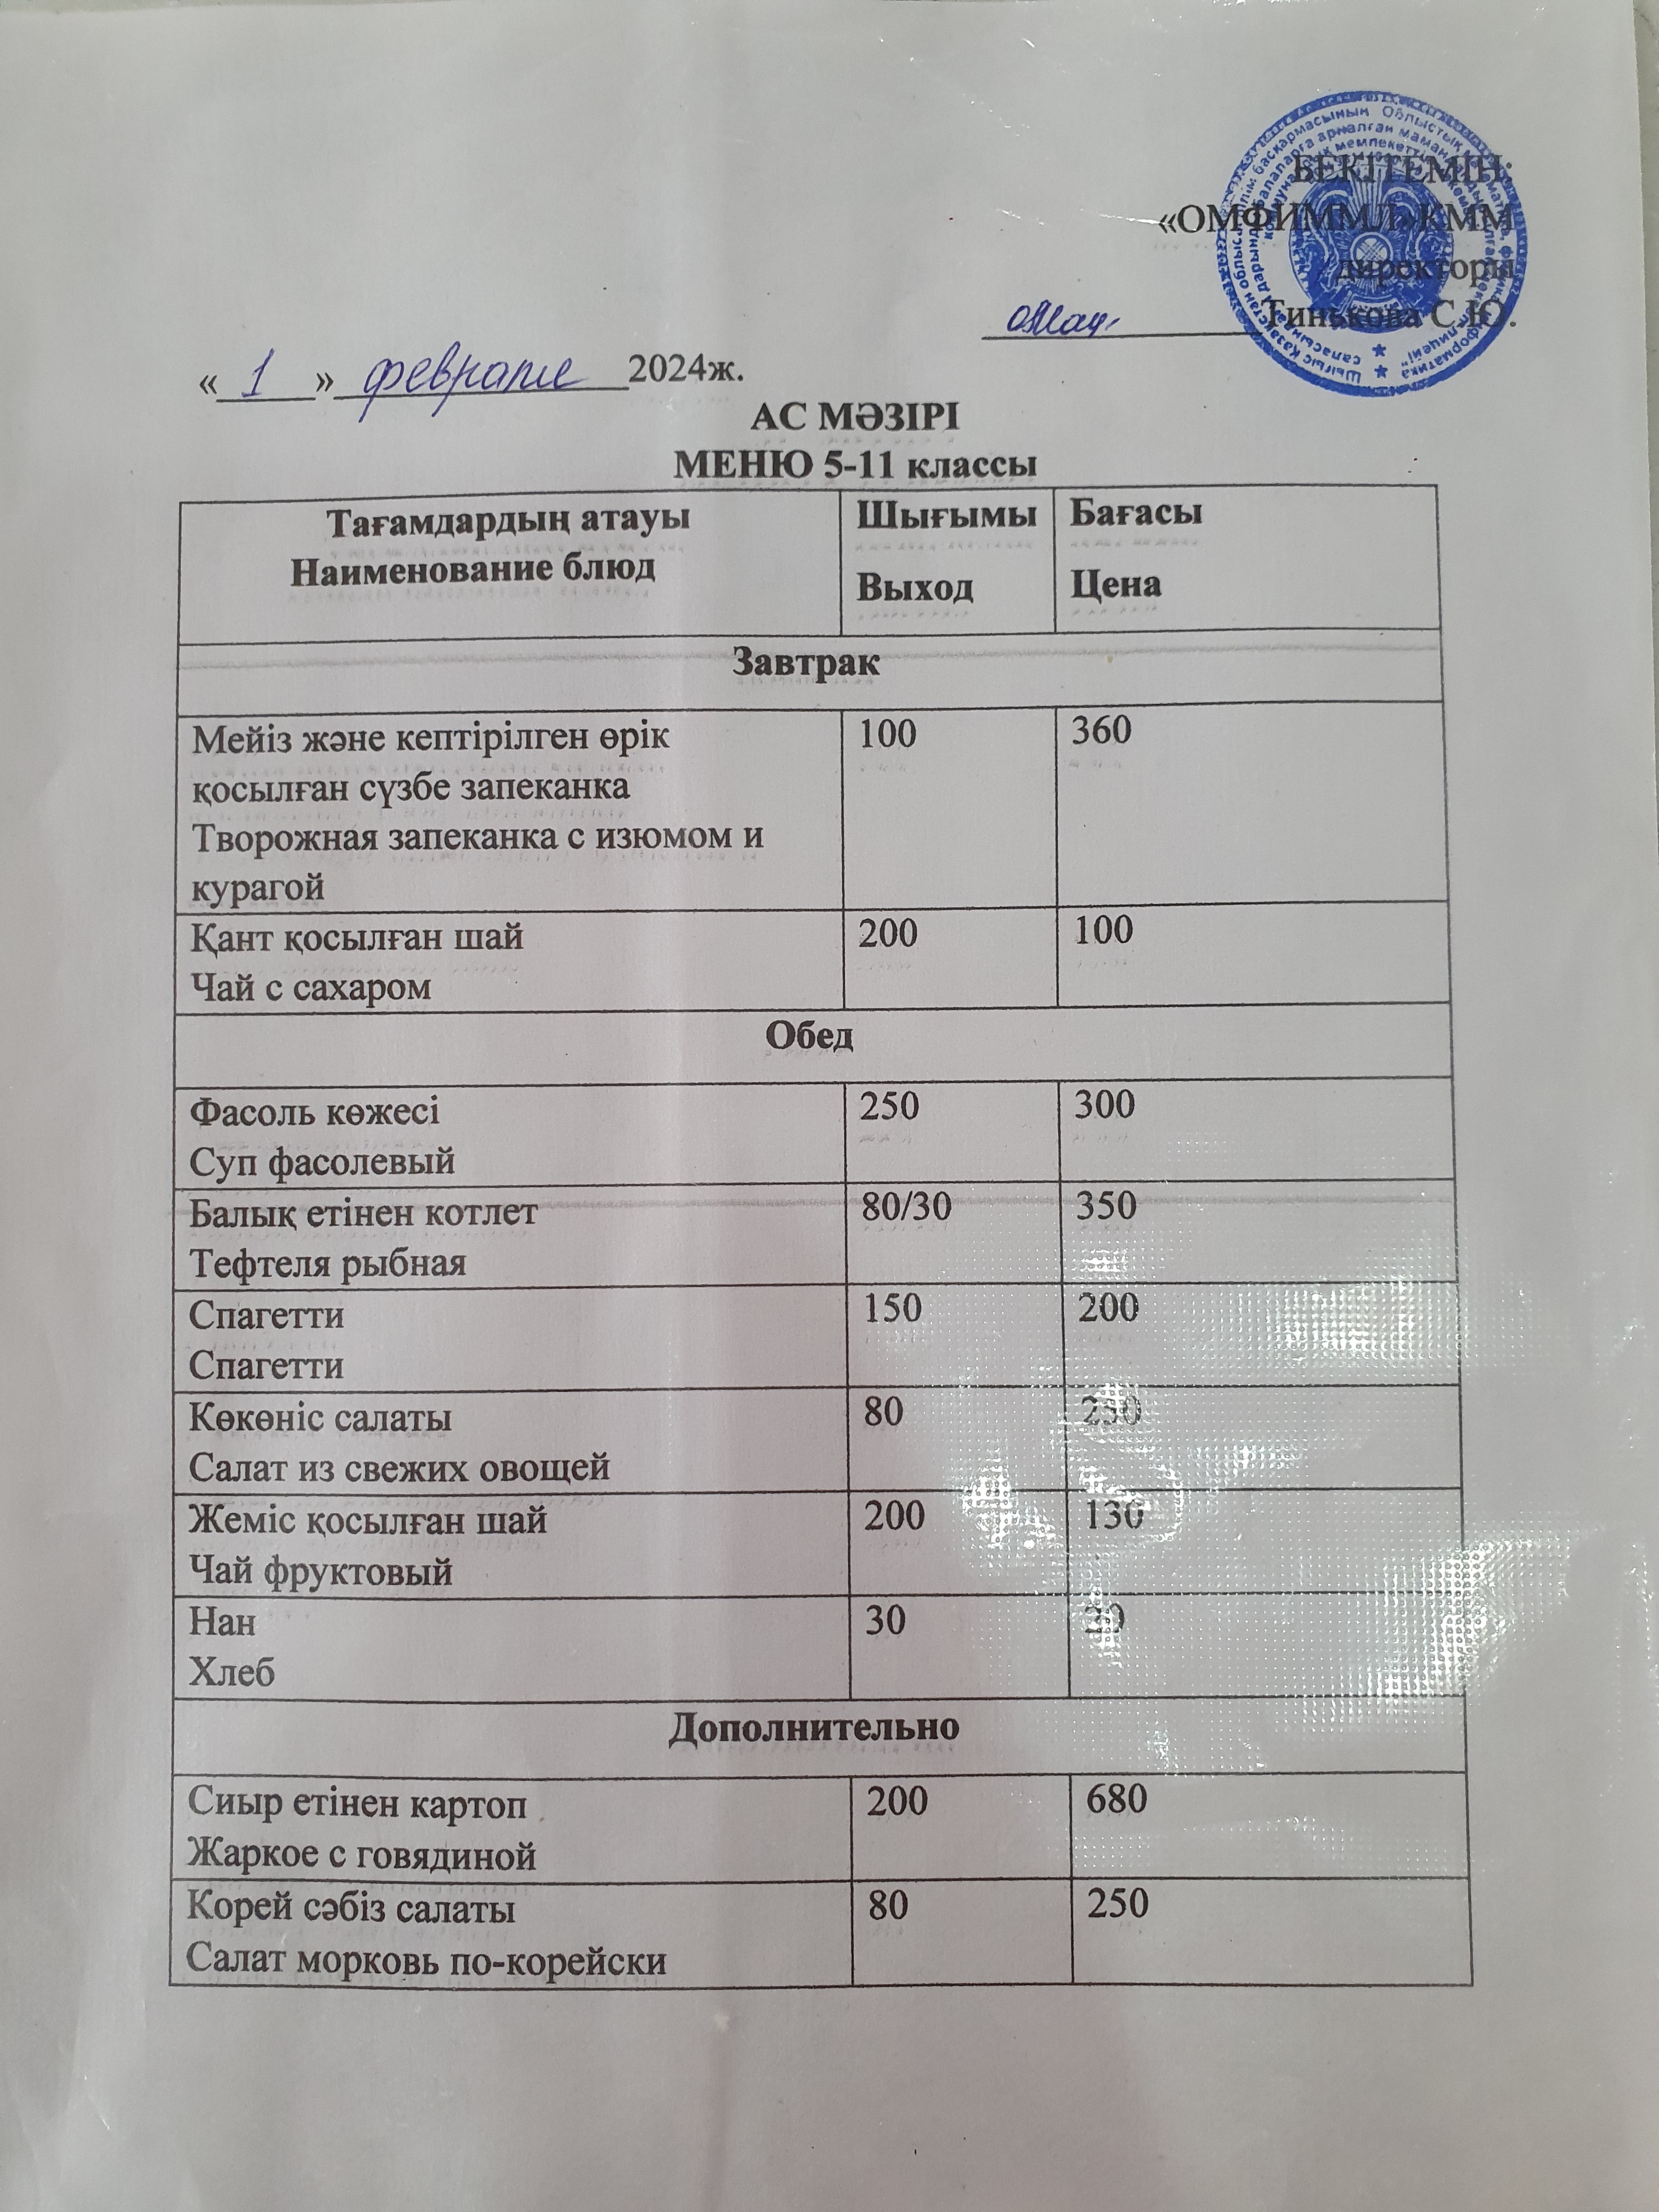 БЕКІТЕМІН:
«ОМФИММЛ»КММ
директоры
Тинькова С.Ю.
« 1 » февраля 2024ж.
АС МӘЗІРІ
МЕНЮ 5-11 классы
Тағамдардың атауы
Наименование блюд
Шығымы
Выход
Бағасы
Цена
Завтрак
Мейіз және кептірілген өрік
қосылған сүзбе запеканка
Творожная запеканка с изюмом и
курагой
100
360
Қант қосылған шай
Чай с сахаром
200
100
Обед
Фасоль көжесі
Суп фасолевый
250
300
Балық етінен котлет
Тефтеля рыбная
80/30
350
Спагетти
Спагетти
150
200
Көкөніс салаты
Салат из свежих овощей
80
Жеміс қосылған шай
Чай фруктовый
200
130
Нан
Хлеб
30
Дополнительно
Сиыр етінен картоп
Жаркое с говядиной
200
680
Корей сәбіз салаты
Салат морковь по-корейски
80
250